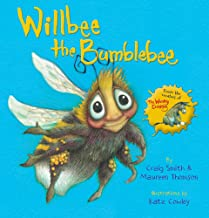 Willbee
the Bumblebee
From the
creators of
The Wonky
Donkey!
By
Craig Smith &
Maureen Thomson
Illustrations by
Katz Cowley